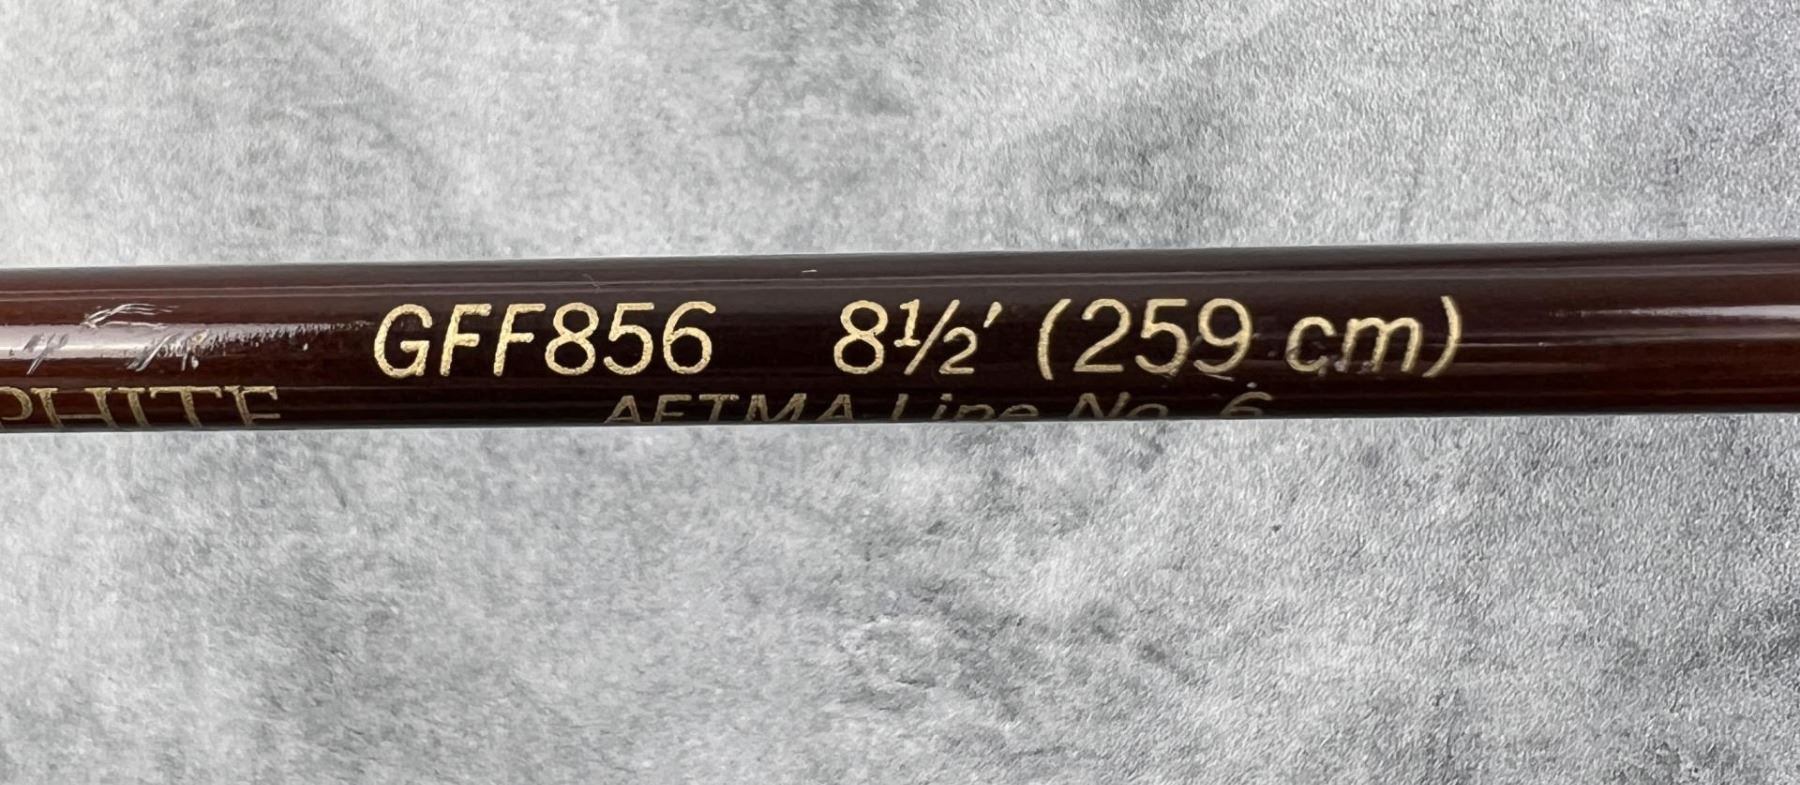 GFF856 8½' (259 cm)
PHITE AFTMA Line No. 6